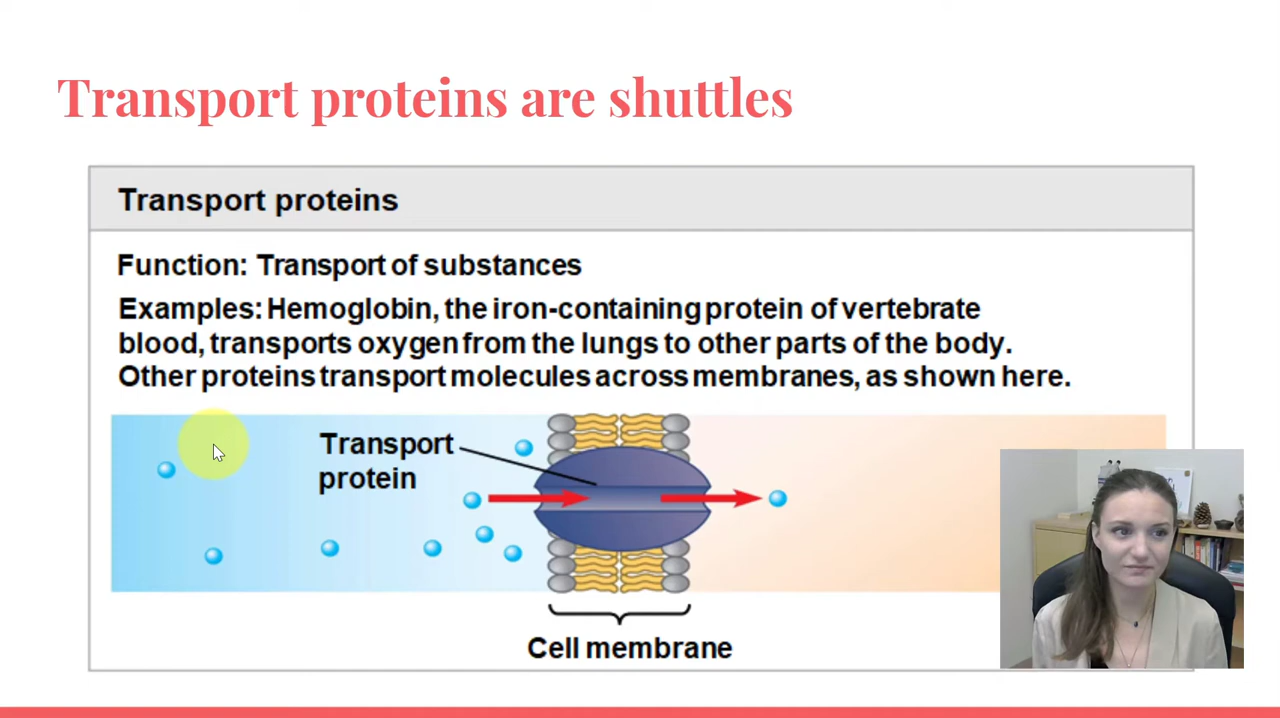 Transport proteins are shuttles
Transport proteins
Function: Transport of substances
Examples: Hemoglobin, the iron-containing protein of vertebrate
blood, transports oxygen from the lungs to other parts of the body.
Other proteins transport molecules across membranes, as shown here.
Transport
protein
Cell membrane